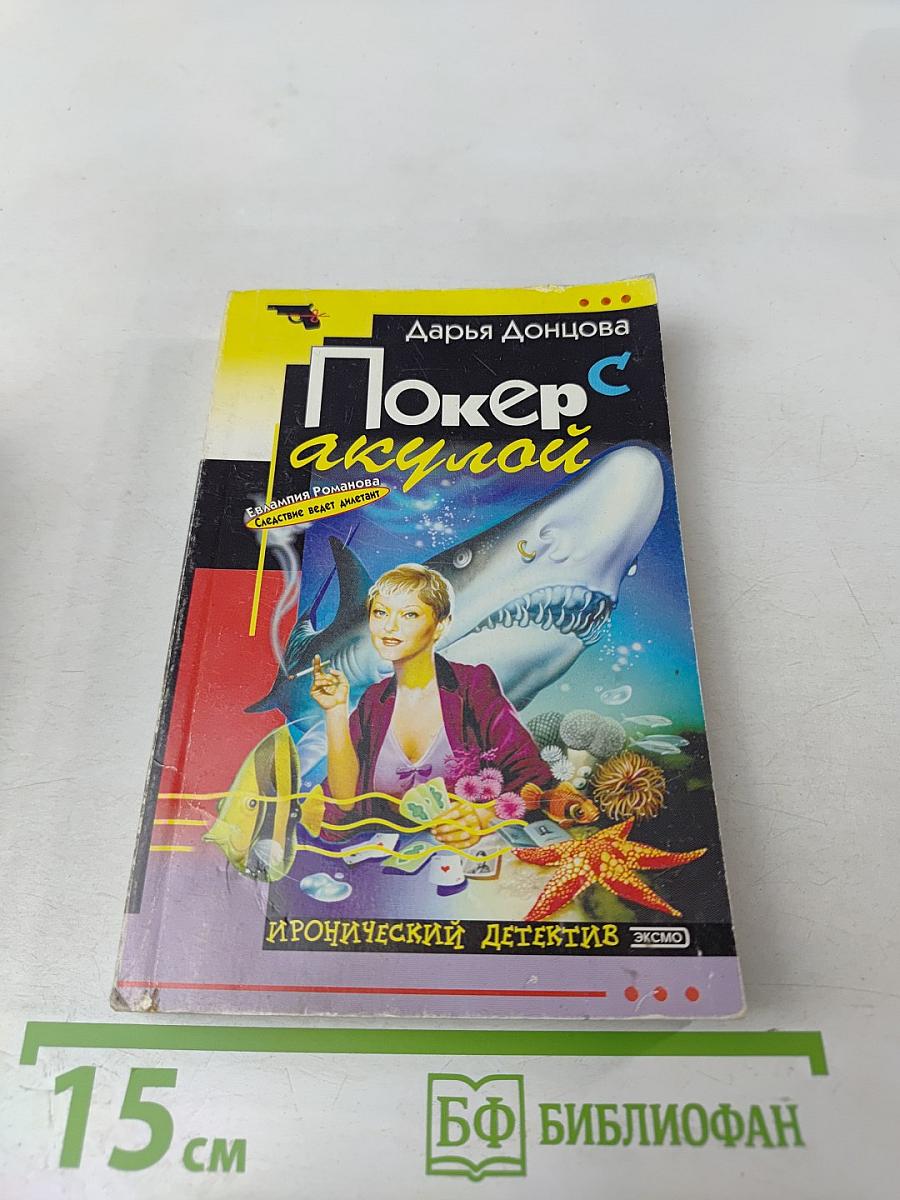 Дарья Донцова
Покер с
акулой
Евлампия Романова
Следствие ведет дилетант
ИРОНИЧЕСКИЙ ДЕТЕКТИВ ЭКСМО
15 см
БФ БИБЛИОФАН